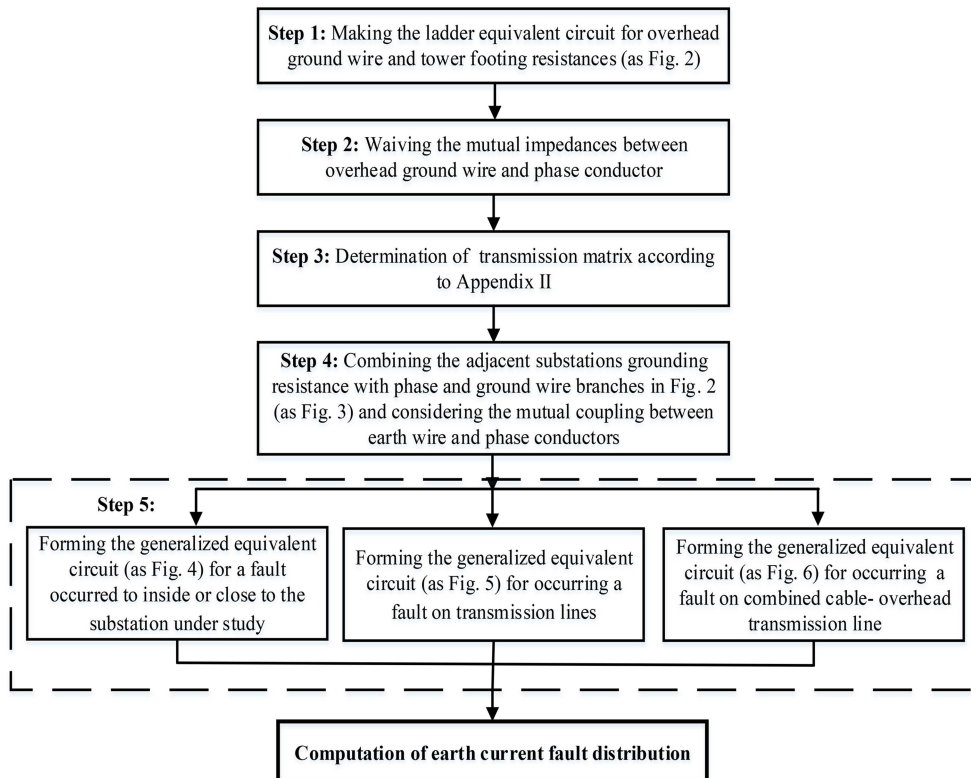 Step 1: Making the ladder equivalent circuit for overhead
ground wire and tower footing resistances (as Fig. 2)
Step 2: Waiving the mutual impedances between
overhead ground wire and phase conductor
Step 3: Determination of transmission matrix according
to Appendix II
Step 4: Combining the adjacent substations grounding
resistance with phase and ground wire branches in Fig. 2
(as Fig. 3) and considering the mutual coupling between
earth wire and phase conductors
Step 5:
Forming the generalized equivalent
circuit (as Fig. 4) for a fault
occurred to inside or close to the
substation under study
Forming the generalized equivalent
circuit (as Fig. 5) for occurring a
fault on transmission lines
Forming the generalized equivalent
circuit (as Fig. 6) for occurring a
fault on combined cable- overhead
transmission line
Computation of earth current fault distribution